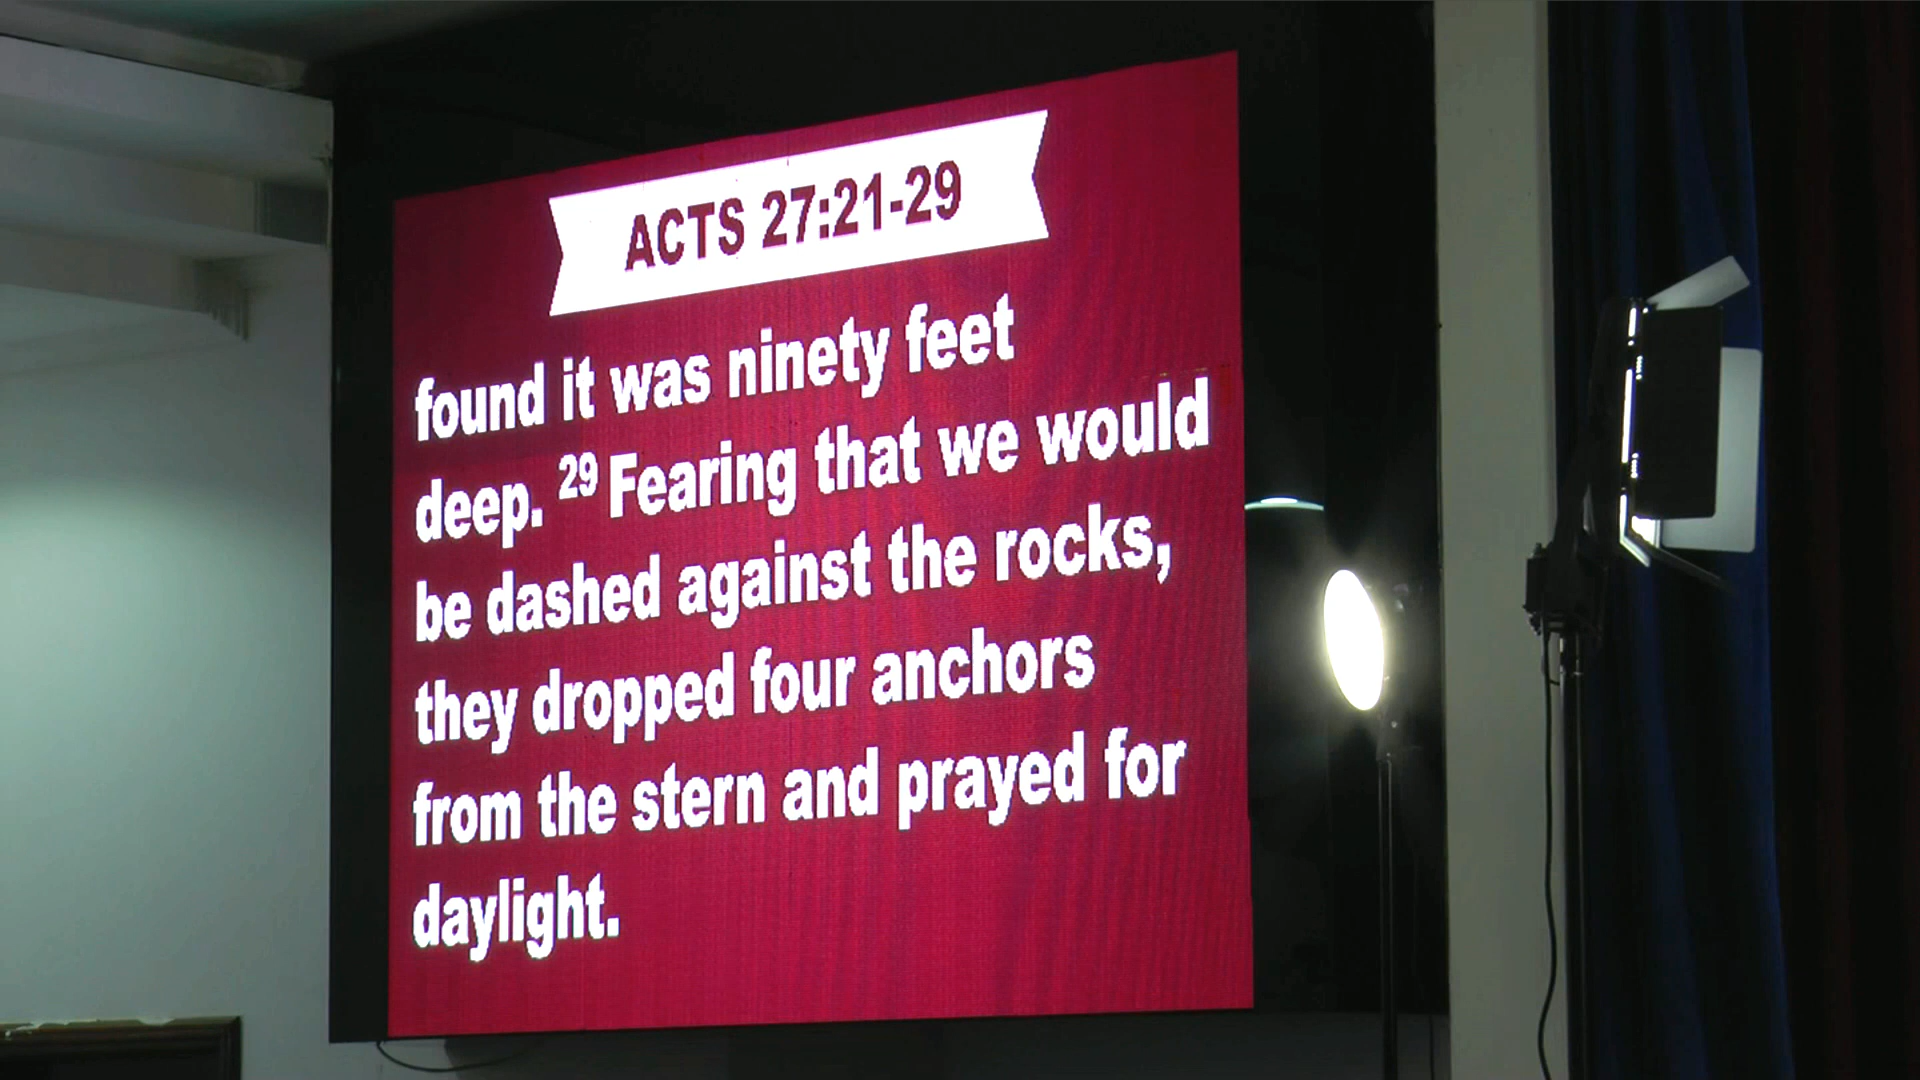 ACTS 27:21-29
found it was ninety feet
deep. 29 Fearing that we would
be dashed against the rocks,
they dropped four anchors
from the stern and prayed for
daylight.